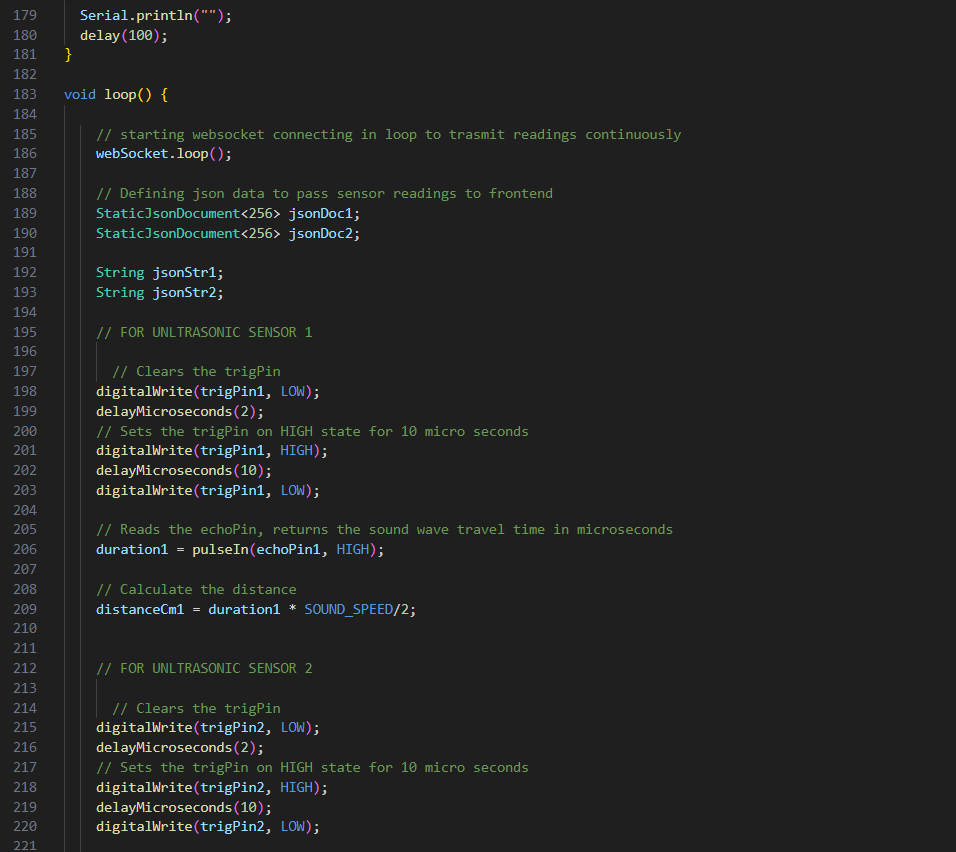 179 Serial.println("");
180 delay(100);
181 }
182
183 void loop() {
184
185 // starting websocket connecting in loop to trasmit readings continuously
186 webSocket.loop();
187
188 // Defining json data to pass sensor readings to frontend
189 StaticJsonDocument<256> jsonDoc1;
190 StaticJsonDocument<256> jsonDoc2;
191
192 String jsonStr1;
193 String jsonStr2;
194
195 // FOR UNLTRASONIC SENSOR 1
196
197 // Clears the trigPin
198 digitalWrite(trigPin1, LOW);
199 delayMicroseconds(2);
200 // Sets the trigPin on HIGH state for 10 micro seconds
201 digitalWrite(trigPin1, HIGH);
202 delayMicroseconds(10);
203 digitalWrite(trigPin1, LOW);
204
205 // Reads the echoPin, returns the sound wave travel time in microseconds
206 duration1 = pulseIn(echoPin1, HIGH);
207
208 // Calculate the distance
209 distanceCm1 = duration1 * SOUND_SPEED/2;
210
211
212 // FOR UNLTRASONIC SENSOR 2
213
214 // Clears the trigPin
215 digitalWrite(trigPin2, LOW);
216 delayMicroseconds(2);
217 // Sets the trigPin on HIGH state for 10 micro seconds
218 digitalWrite(trigPin2, HIGH);
219 delayMicroseconds(10);
220 digitalWrite(trigPin2, LOW);
221